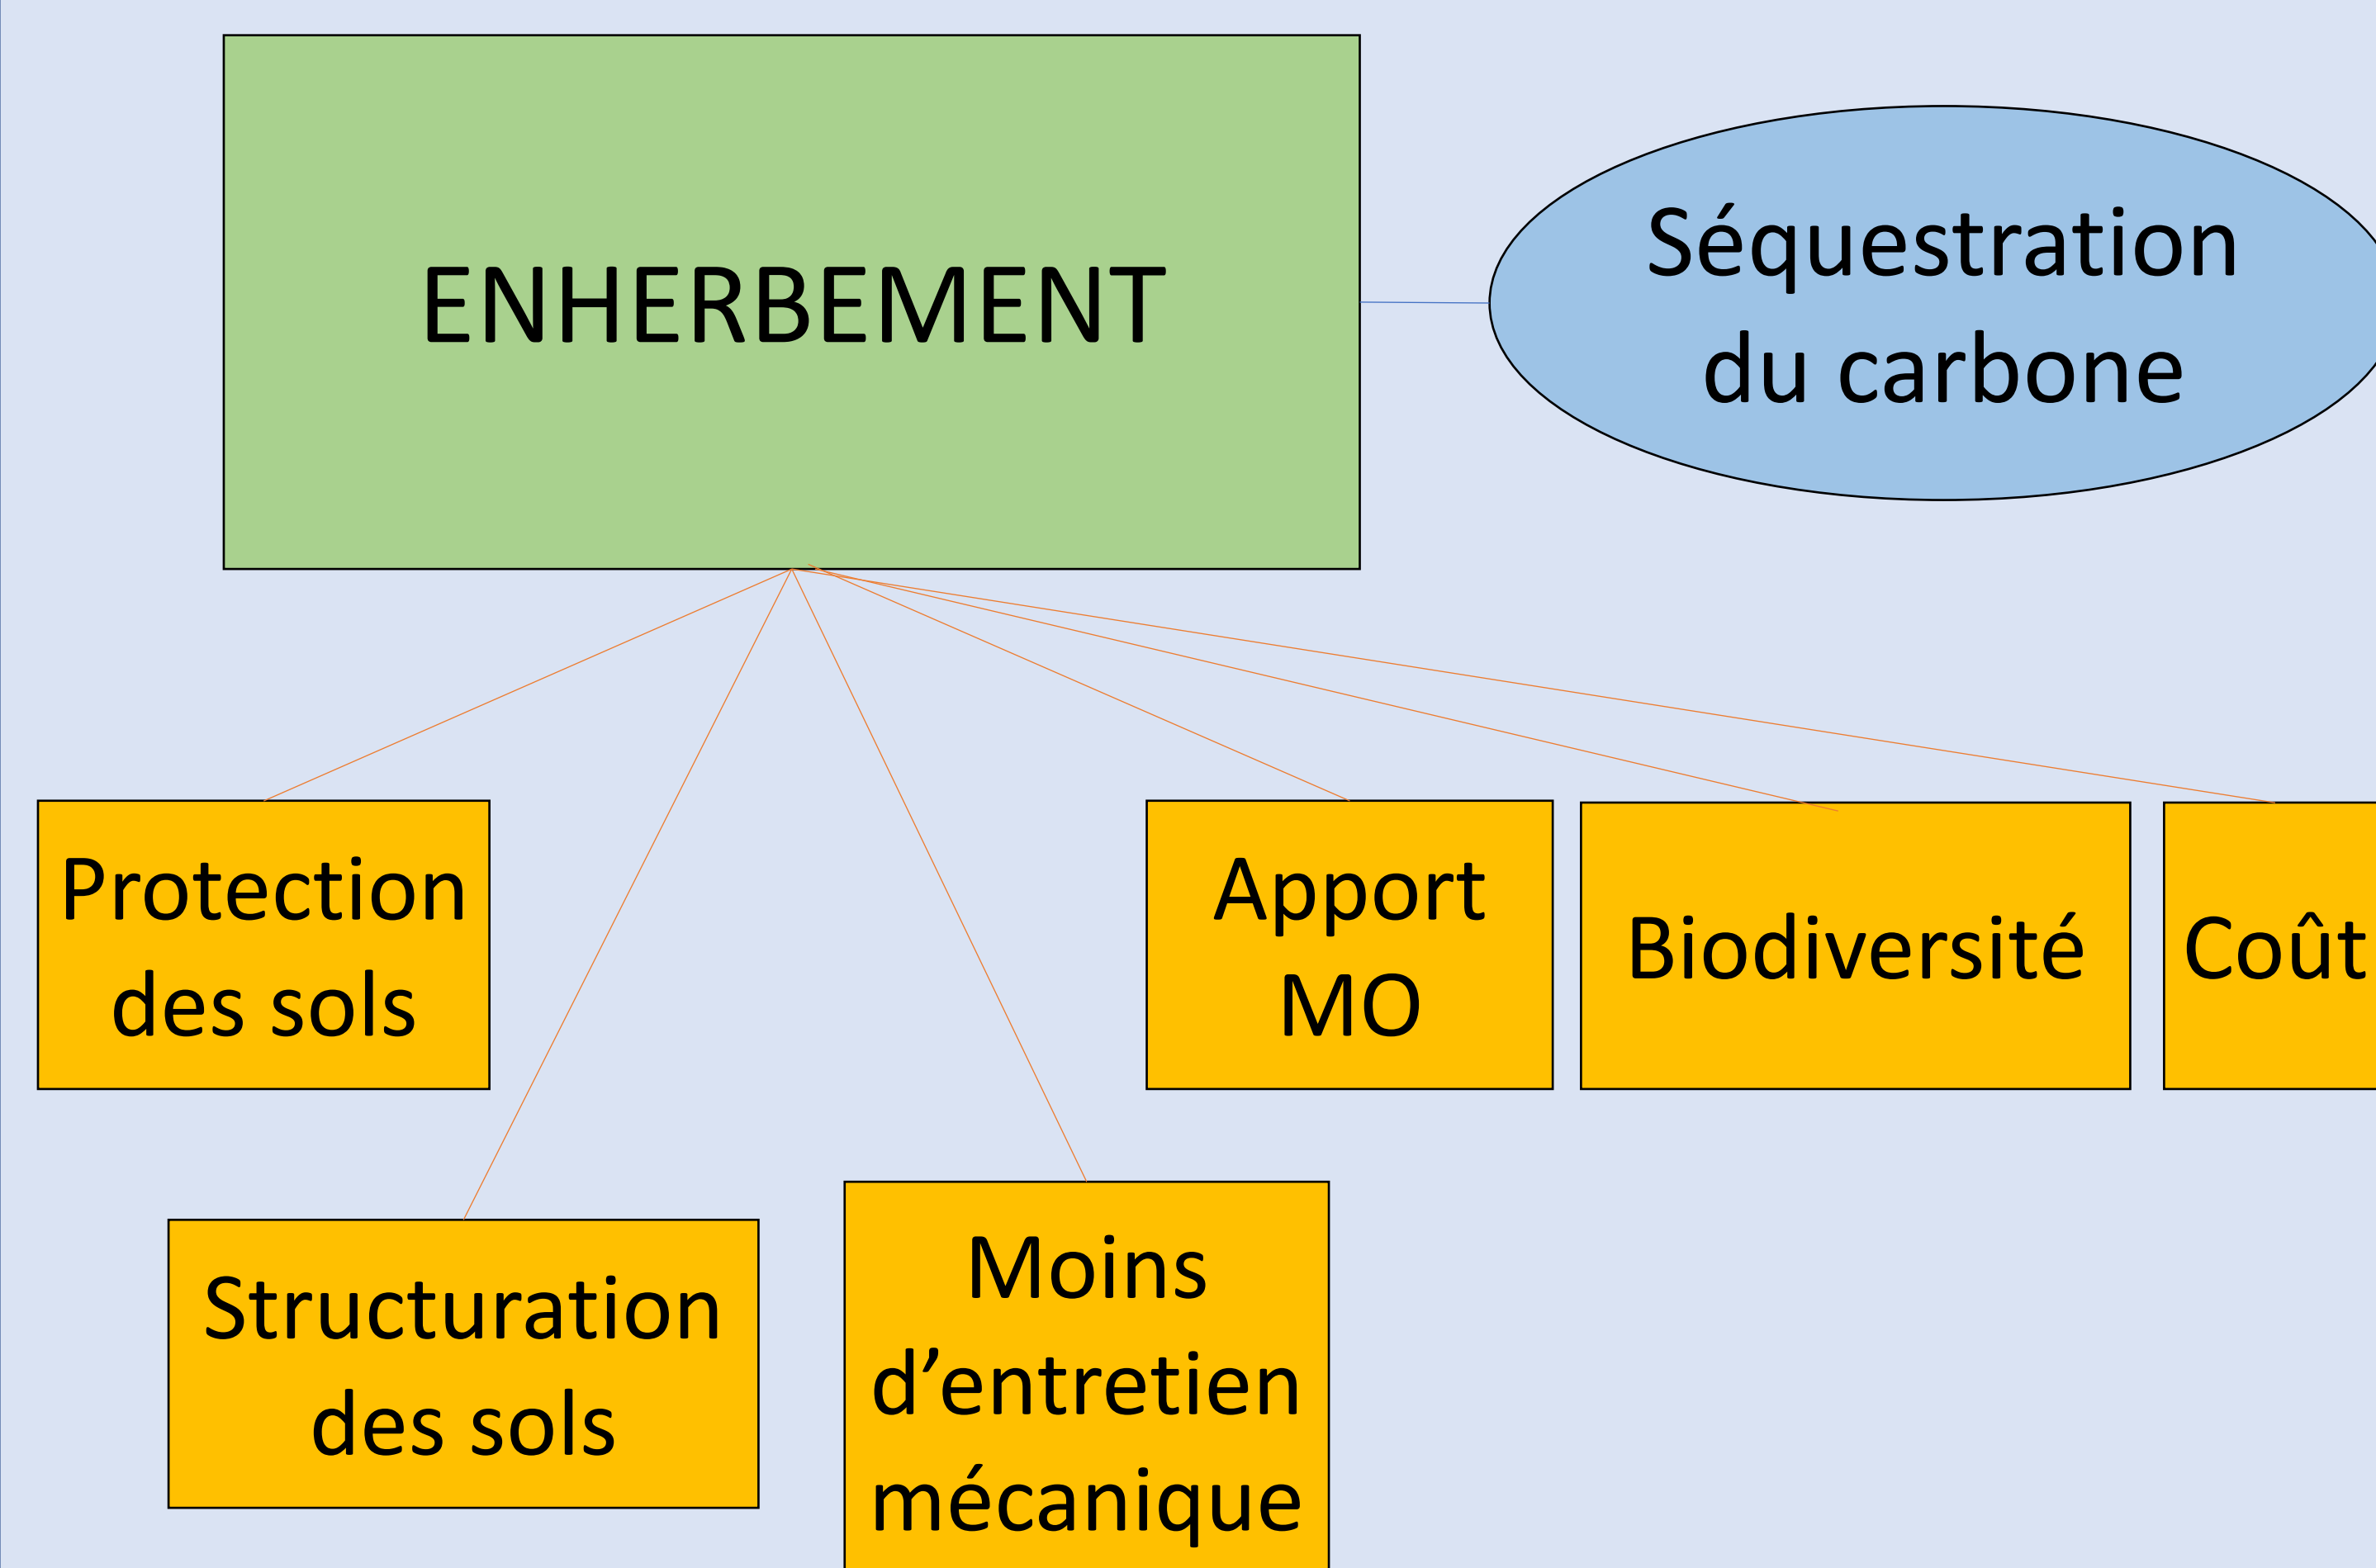 ENHERBEMENT
Séquestration
du carbone
Protection
des sols
Apport
MO
Biodiversité
Coût
Structuration
des sols
Moins
d’entretien
mécanique